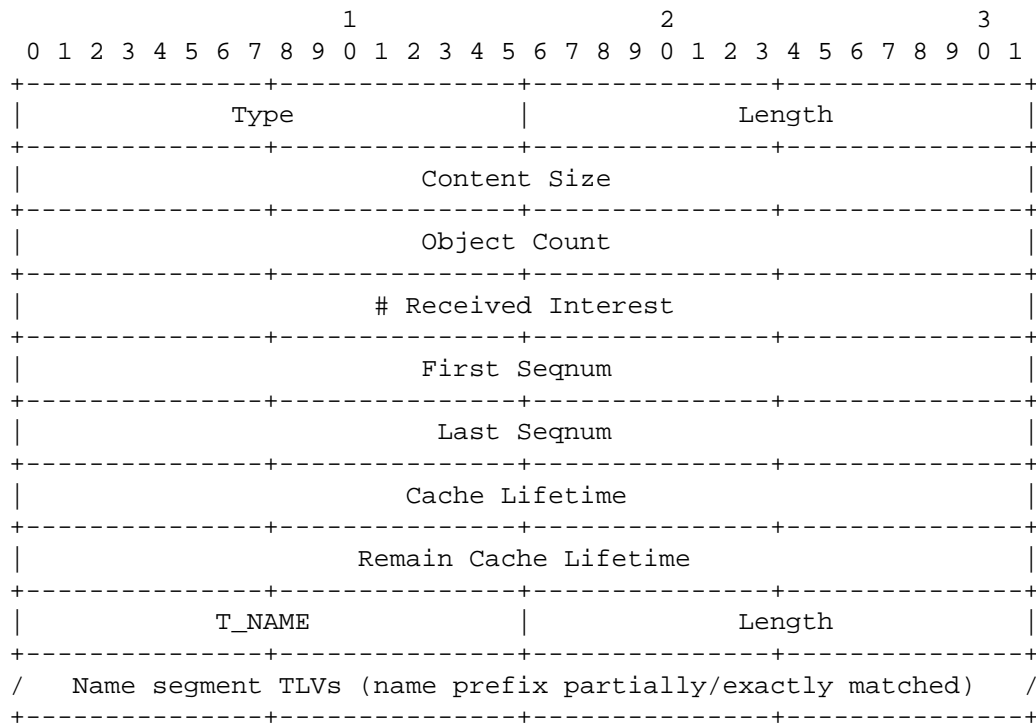 1                   2                   3
 0 1 2 3 4 5 6 7 8 9 0 1 2 3 4 5 6 7 8 9 0 1 2 3 4 5 6 7 8 9 0 1
+---------------+---------------+---------------+---------------+
|             Type              |             Length            |
+---------------+---------------+---------------+---------------+
|                         Content Size                          |
+---------------+---------------+---------------+---------------+
|                         Object Count                          |
+---------------+---------------+---------------+---------------+
|                      # Received Interest                      |
+---------------+---------------+---------------+---------------+
|                         First Seqnum                          |
+---------------+---------------+---------------+---------------+
|                          Last Seqnum                          |
+---------------+---------------+---------------+---------------+
|                        Cache Lifetime                         |
+---------------+---------------+---------------+---------------+
|                     Remain Cache Lifetime                     |
+---------------+---------------+---------------+---------------+
|            T_NAME             |             Length            |
+---------------+---------------+---------------+---------------+
/   Name segment TLVs (name prefix partially/exactly matched)   /
+---------------+---------------+---------------+---------------+